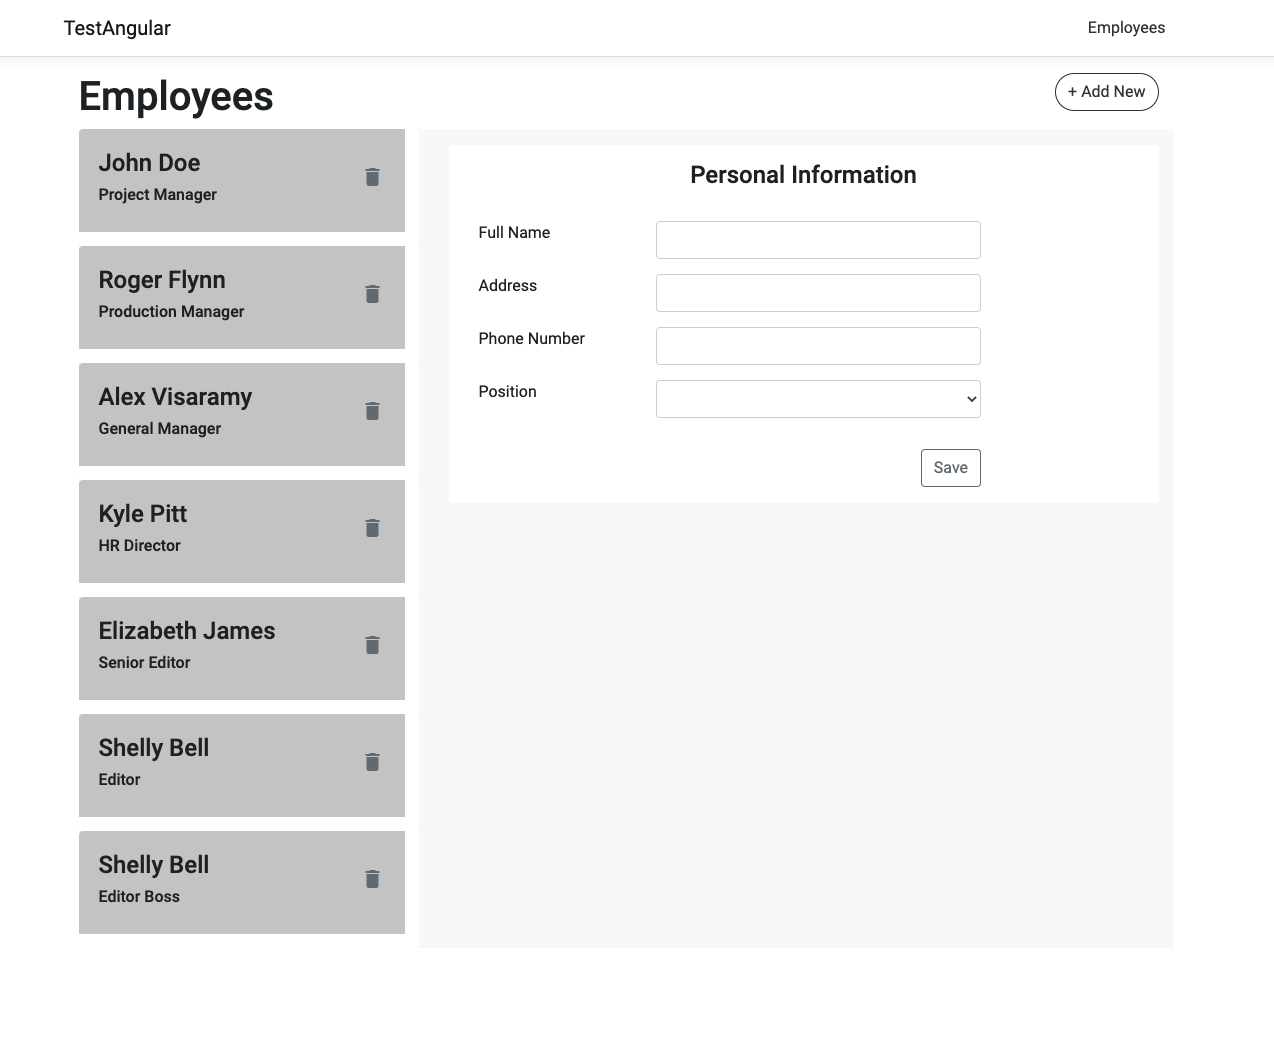 TestAngular
Employees
Employees
+ Add New
John Doe
Project Manager
Roger Flynn
Production Manager
Alex Visaramy
General Manager
Kyle Pitt
HR Director
Elizabeth James
Senior Editor
Shelly Bell
Editor
Shelly Bell
Editor Boss
Personal Information
Full Name
Address
Phone Number
Position
Save